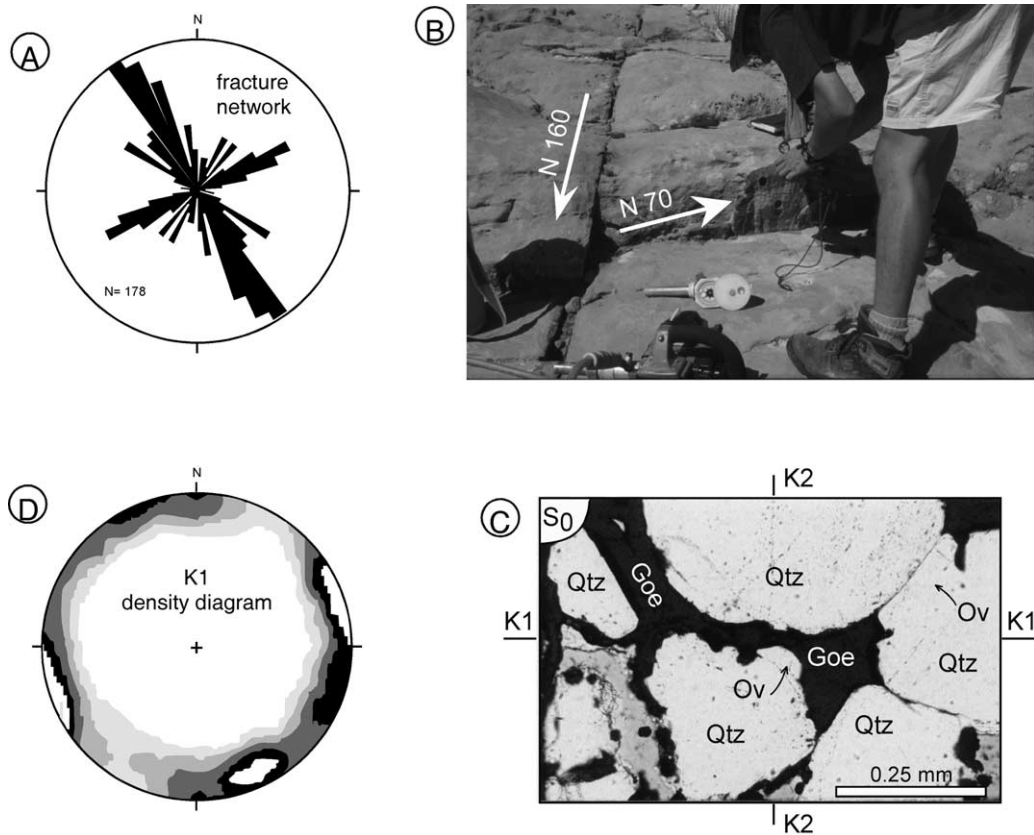 A
N
fracture
network
N= 178
B
N 160
N 70
D
N
K1
density diagram
C
K2
S0
Qtz
Goe
Qtz
Ov
K1
K1
Goe
Qtz
Ov
Qtz
Qtz
0.25 mm
K2